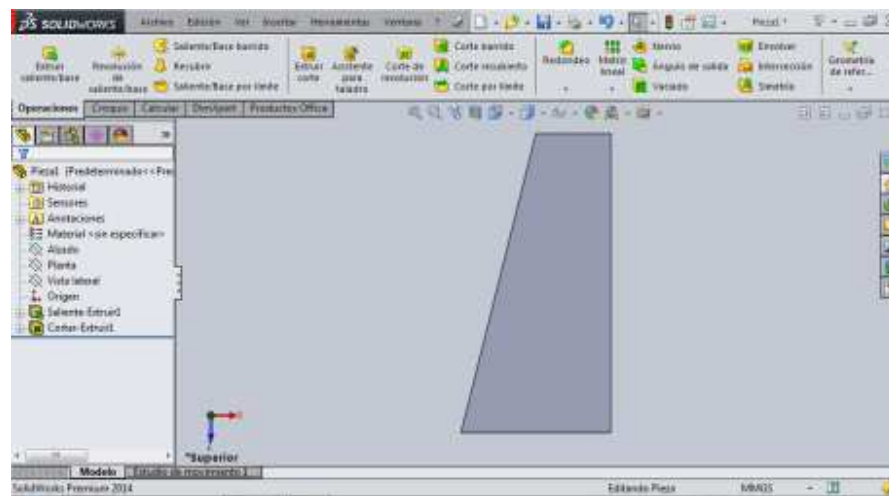 SOLIDWORKS Archivo Edición Ver Insertar Herramientas Ventana ? Pieza1 *
Extruir saliente/base
Revolución de saliente/base
Saliente/Base barrido
Recubrir
Saliente/Base por límite
Extruir corte
Asistente para taladro
Corte de revolución
Corte barrido
Corte recubierto
Corte por límite
Redondeo
Matriz lineal
Nervio
Ángulo de salida
Vaciado
Envolver
Intersección
Simetría
Geometría de refer...
Operaciones Croquis Calcular DimXpert Productos Office
Pieza1 (Predeterminado<<Pre
Historial
Sensores
Anotaciones
Material <sin especificar>
Alzado
Planta
Vista lateral
Origen
Saliente-Extruir1
Cortar-Extruir1
*Superior
Modelo Estudio de movimiento 1
SolidWorks Premium 2014 Editando Pieza MMGS